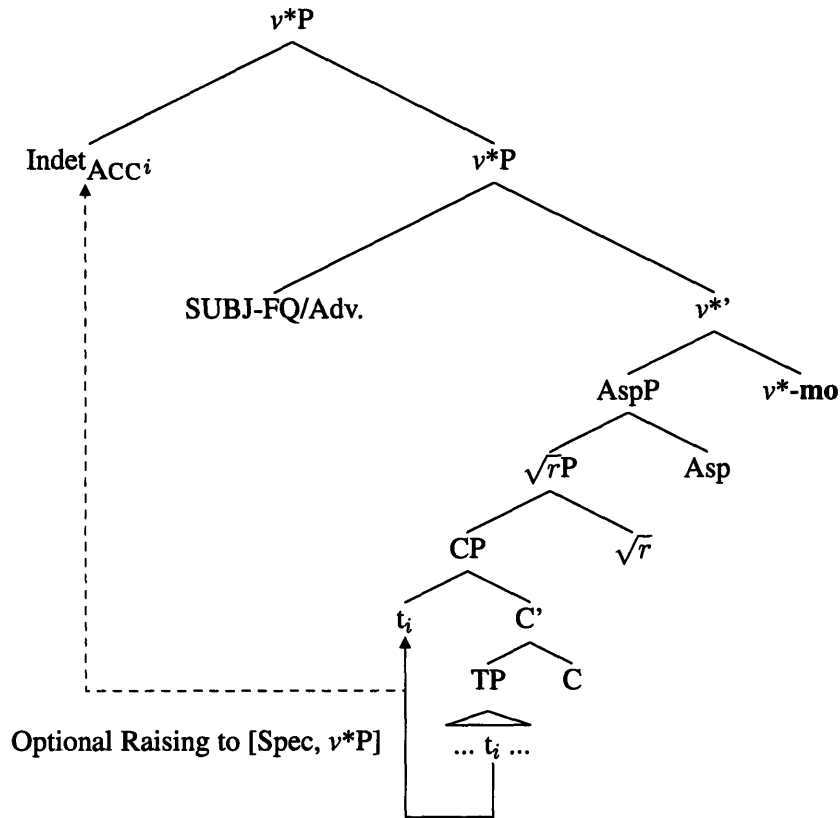 v*P
Indet_ACC^i v*P
SUBJ-FQ/Adv. v*'
AspP v*-mo
√rP Asp
CP √r
t_i C'
TP C
Optional Raising to [Spec, v*P] ... t_i ...